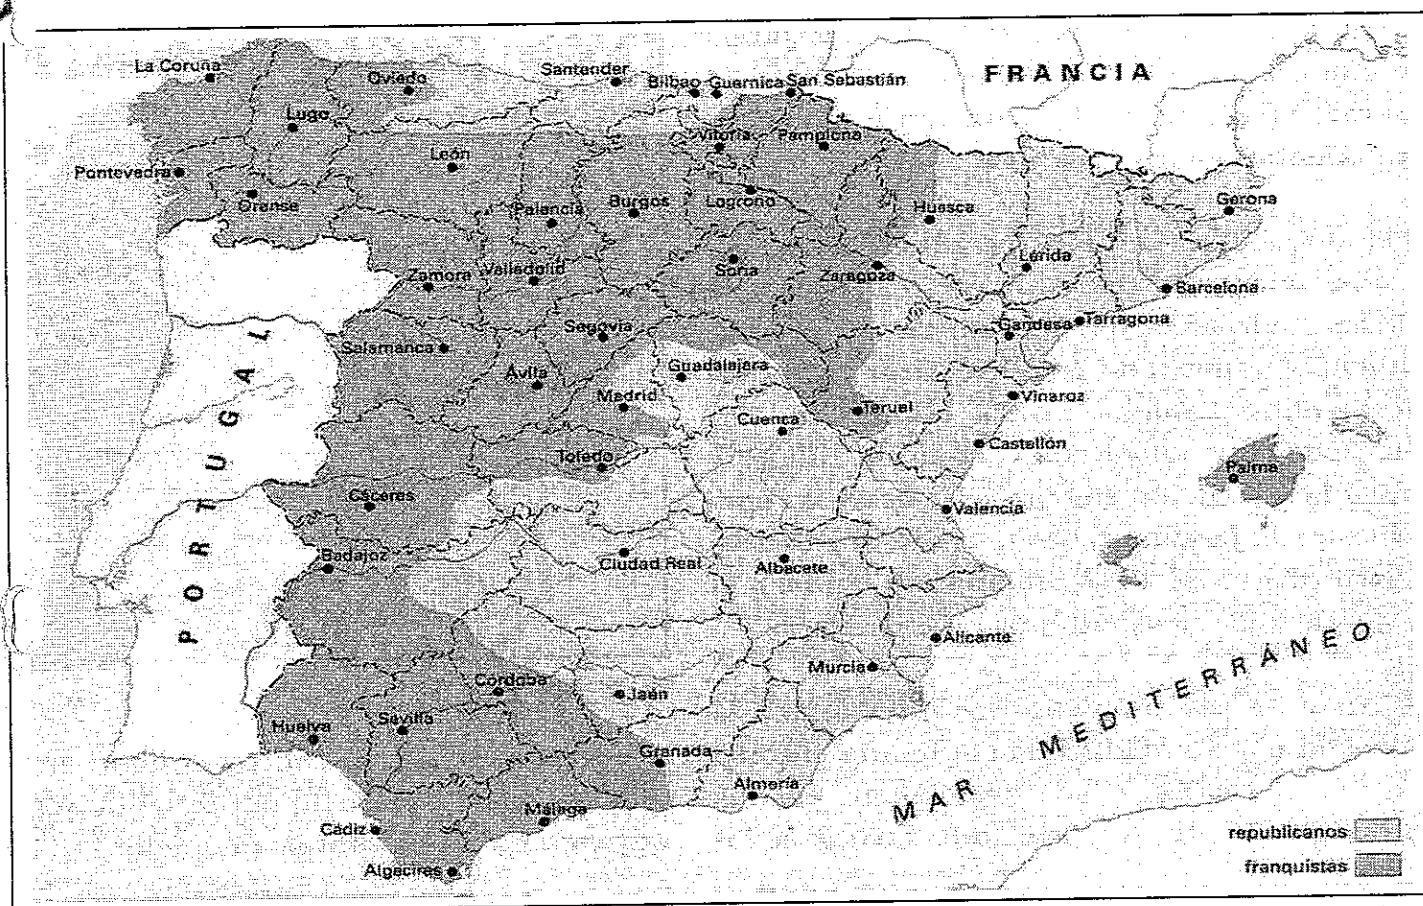 La Coruña
Oviedo
Santander
Bilbao
Guernica
San Sebastián
FRANCIA
Lugo
Vitoria
Pamplona
León
Pontevedra
Orense
Palencia
Burgos
Logroño
Huesca
Gerona
Zamora
Valladolid
Soria
Zaragoza
Lérida
Barcelona
Segovia
Gandesa
Tarragona
Salamanca
Guadalajara
Ávila
Madrid
Teruel
Vinaroz
Cuenca
Castellón
Toledo
Palma
Cáceres
Valencia
PORTUGAL
Badajoz
Ciudad Real
Albacete
Alicante
Murcia
Córdoba
Jaén
Huelva
Sevilla
Granada
Almería
MAR MEDITERRÁNEO
Málaga
Cádiz
Algeciras
republicanos
franquistas